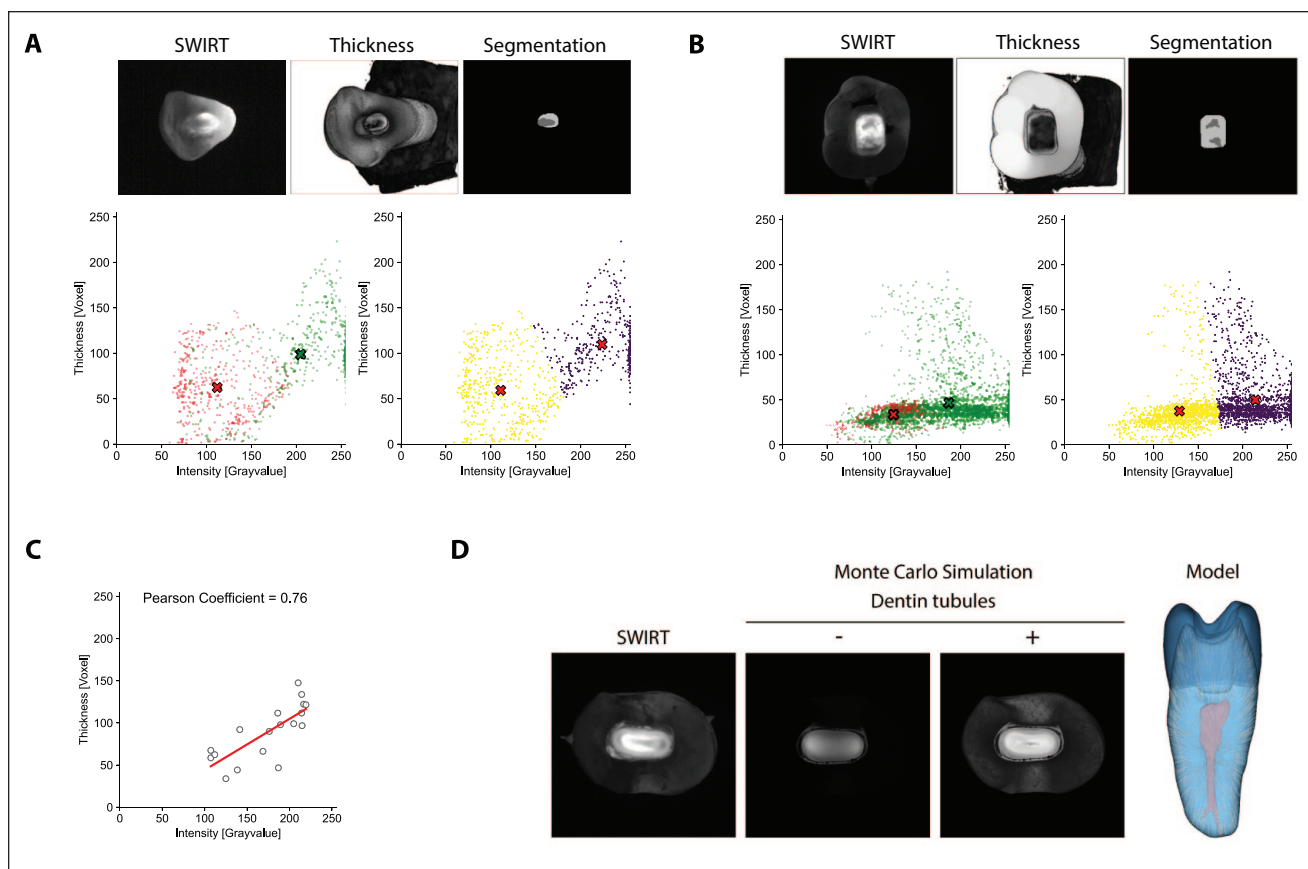 A
SWIRT Thickness Segmentation
250
200
150
100
50
0
Thickness [Voxel]
0 50 100 150 200 250
Intensity [Grayvalue]
250
200
150
100
50
0
Thickness [Voxel]
0 50 100 150 200 250
Intensity [Grayvalue]
B
SWIRT Thickness Segmentation
250
200
150
100
50
0
Thickness [Voxel]
0 50 100 150 200 250
Intensity [Grayvalue]
250
200
150
100
50
0
Thickness [Voxel]
0 50 100 150 200 250
Intensity [Grayvalue]
C
Pearson Coefficient = 0.76
250
200
150
100
50
0
Thickness [Voxel]
0 50 100 150 200 250
Intensity [Grayvalue]
D
Monte Carlo Simulation
Dentin tubules
SWIRT - +
Model